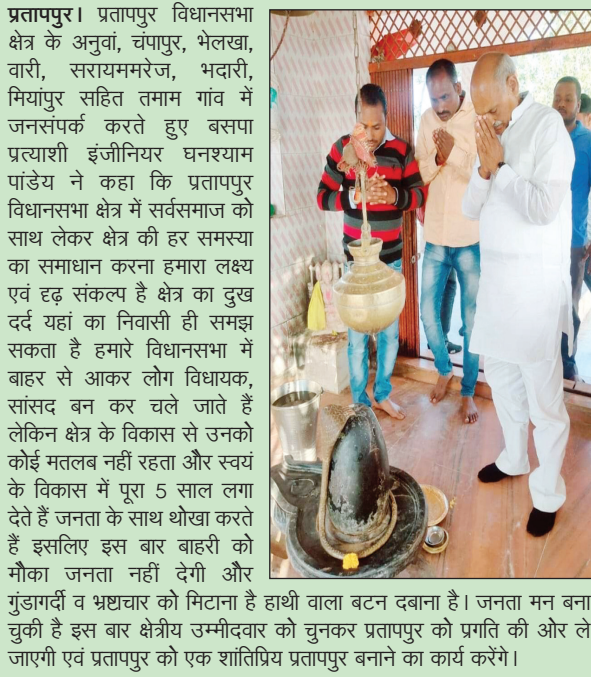 प्रतापपुर। प्रतापपुर विधानसभा
क्षेत्र के अनुवां, चंपापुर, भेलखा,
वारी, सरायममरेज, भदारी,
मियांपुर सहित तमाम गांव में
जनसंपर्क करते हुए बसपा
प्रत्याशी इंजीनियर घनश्याम
पांडेय ने कहा कि प्रतापपुर
विधानसभा क्षेत्र में सर्वसमाज को
साथ लेकर क्षेत्र की हर समस्या
का समाधान करना हमारा लक्ष्य
एवं दृढ़ संकल्प है क्षेत्र का दुख
दर्द यहां का निवासी ही समझ
सकता है हमारे विधानसभा में
बाहर से आकर लोग विधायक,
सांसद बन कर चले जाते हैं
लेकिन क्षेत्र के विकास से उनको
कोई मतलब नहीं रहता और स्वयं
के विकास में पूरा 5 साल लगा
देते हैं जनता के साथ थोखा करते
हैं इसलिए इस बार बाहरी को
मौका जनता नहीं देगी और
गुंडागर्दी व भ्रष्टाचार को मिटाना है हाथी वाला बटन दबाना है। जनता मन बना
चुकी है इस बार क्षेत्रीय उम्मीदवार को चुनकर प्रतापपुर को प्रगति की ओर ले
जाएगी एवं प्रतापपुर को एक शांतिप्रिय प्रतापपुर बनाने का कार्य करेंगे।